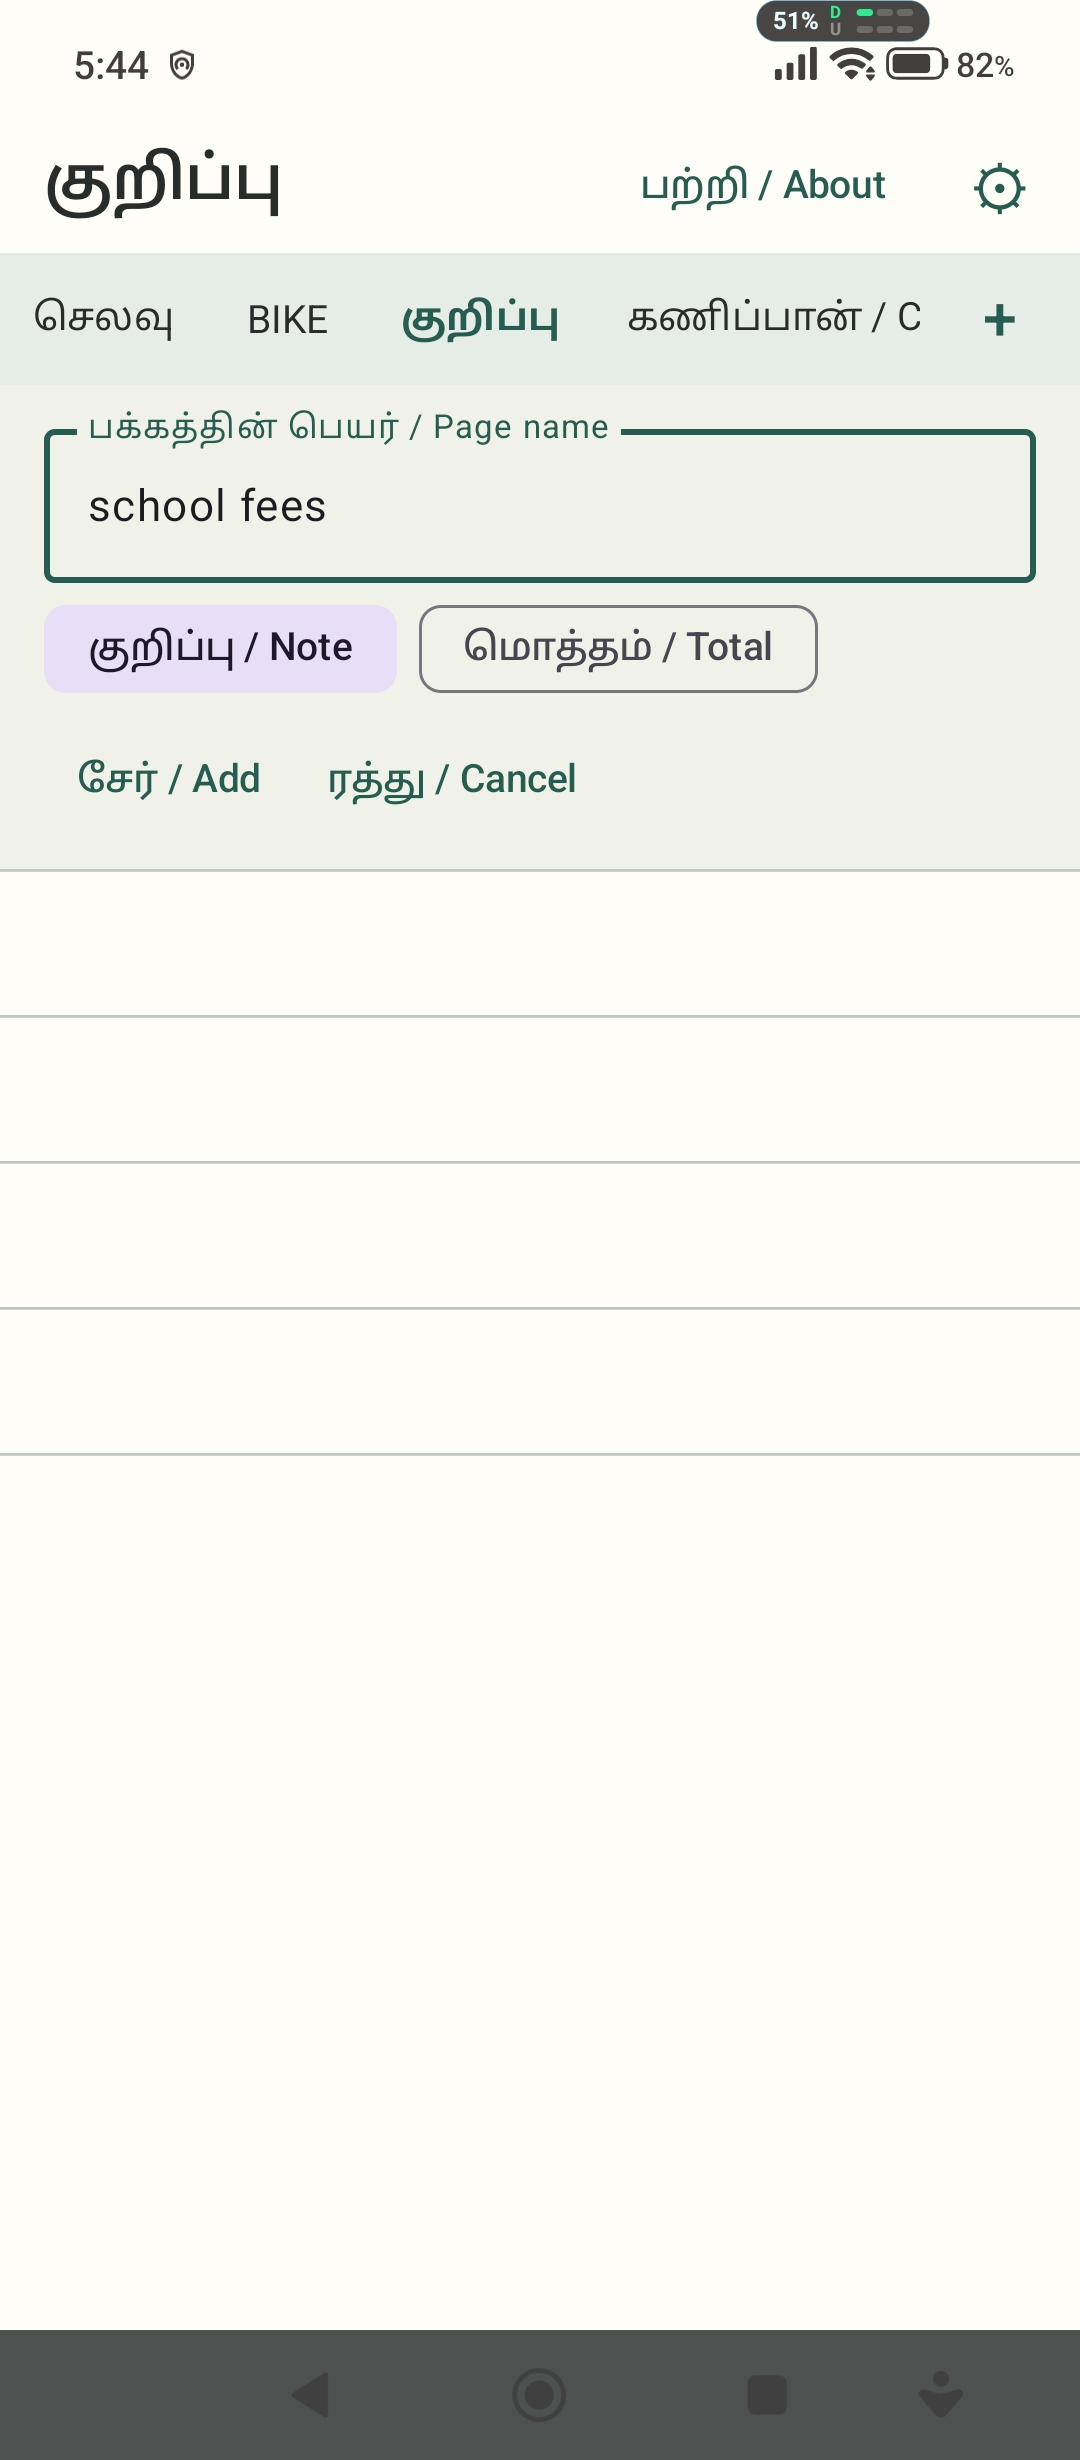 51% D U
5:44 82%
குறிப்பு பற்றி / About
செலவு BIKE குறிப்பு கணிப்பான் / C +
பக்கத்தின் பெயர் / Page name
school fees
குறிப்பு / Note மொத்தம் / Total
சேர் / Add ரத்து / Cancel